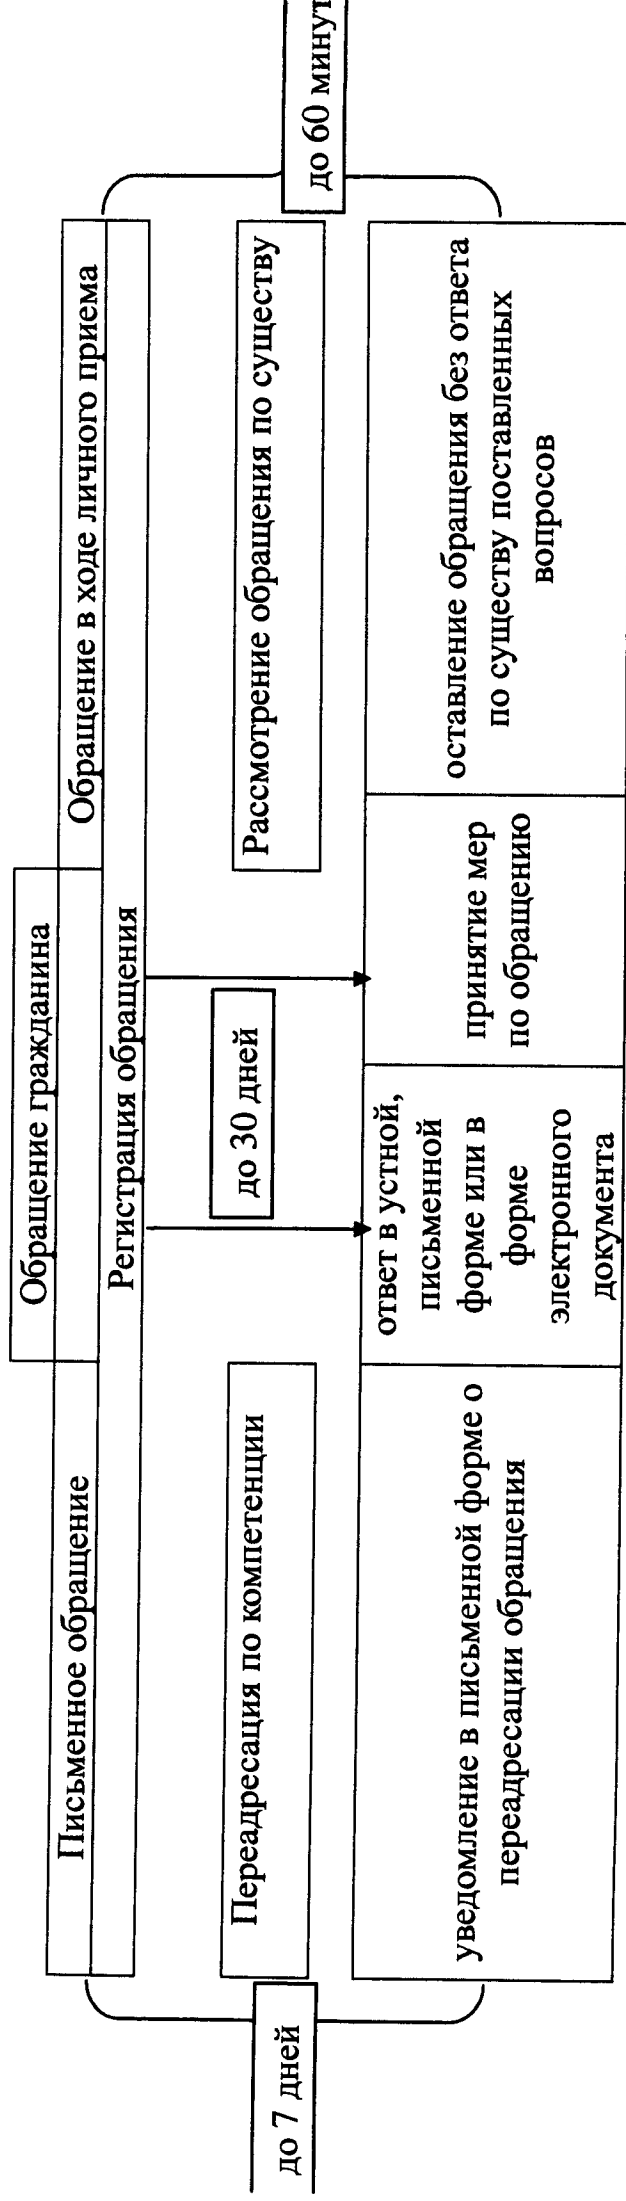 Обращение гражданина
Письменное обращение
Обращение в ходе личного приема
Регистрация обращения
до 7 дней
Переадресация по компетенции
до 30 дней
Рассмотрение обращения по существу
до 60 минут
уведомление в письменной форме о
переадресации обращения
ответ в устной,
письменной
форме или в
форме
электронного
документа
принятие мер
по обращению
оставление обращения без ответа
по существу поставленных
вопросов